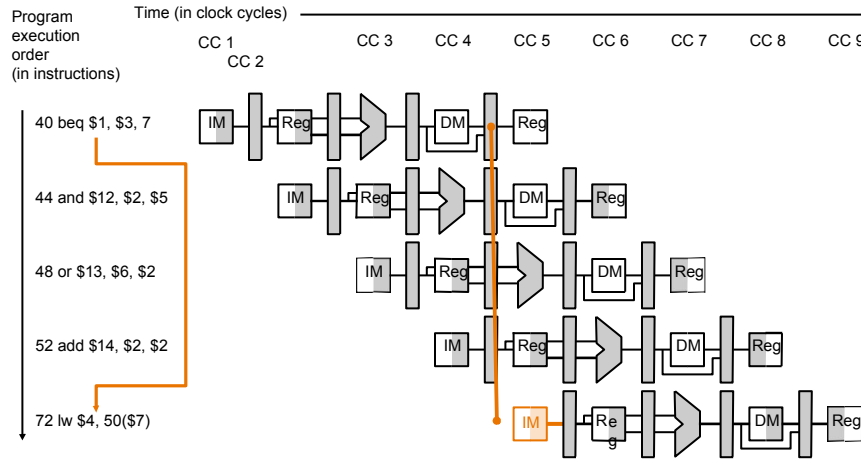 Program
execution
order
(in instructions)
Time (in clock cycles)
CC 1
CC 2
CC 3
CC 4
CC 5
CC 6
CC 7
CC 8
CC 9
40 beq $1, $3, 7
IM
Reg
DM
Reg
44 and $12, $2, $5
IM
Reg
DM
Reg
48 or $13, $6, $2
IM
Reg
DM
Reg
52 add $14, $2, $2
IM
Reg
DM
Reg
72 lw $4, 50($7)
IM
Re
g
DM
Reg